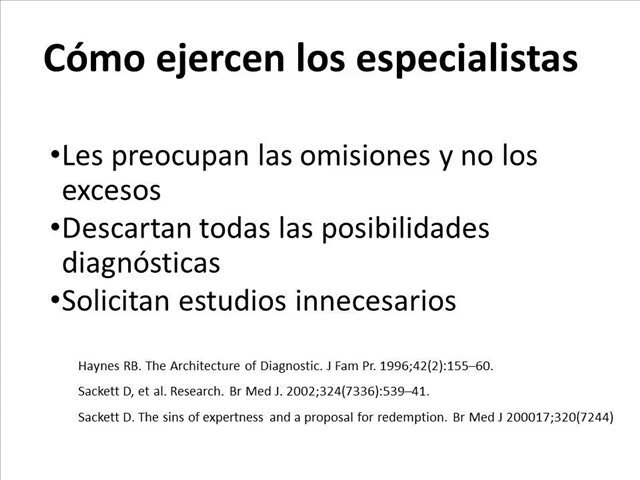 Cómo ejercen los especialistas
•Les preocupan las omisiones y no los
excesos
•Descartan todas las posibilidades
diagnósticas
•Solicitan estudios innecesarios
Haynes RB. The Architecture of Diagnostic. J Fam Pr. 1996;42(2):155–60.
Sackett D, et al. Research. Br Med J. 2002;324(7336):539–41.
Sackett D. The sins of expertness and a proposal for redemption. Br Med J 200017;320(7244)